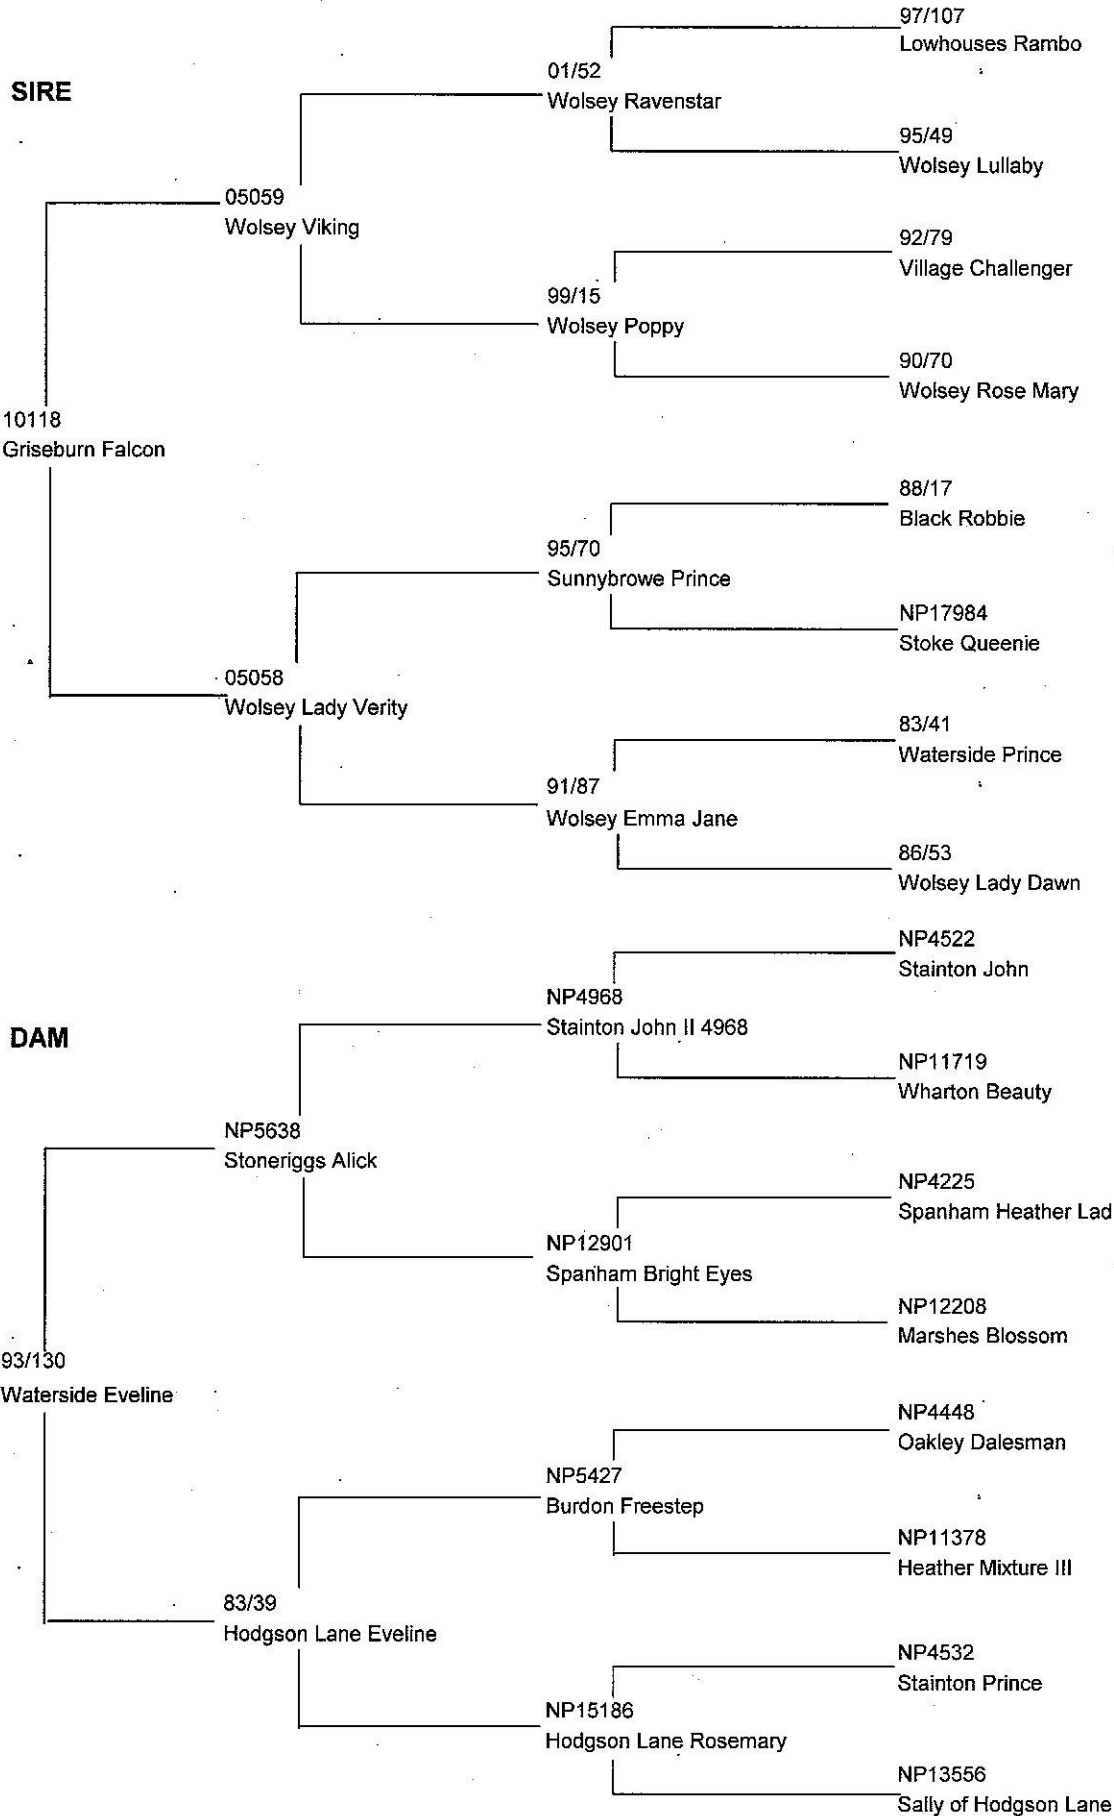 97/107
Lowhouses Rambo
01/52
Wolsey Ravenstar
SIRE
95/49
Wolsey Lullaby
05059
Wolsey Viking
92/79
Village Challenger
99/15
Wolsey Poppy
90/70
Wolsey Rose Mary
10118
Griseburn Falcon
88/17
Black Robbie
95/70
Sunnybrowe Prince
NP17984
Stoke Queenie
05058
Wolsey Lady Verity
83/41
Waterside Prince
91/87
Wolsey Emma Jane
86/53
Wolsey Lady Dawn
NP4522
Stainton John
NP4968
Stainton John II 4968
DAM
NP11719
Wharton Beauty
NP5638
Stoneriggs Alick
NP4225
Spanham Heather Lad
NP12901
Spanham Bright Eyes
NP12208
Marshes Blossom
93/130
Waterside Eveline
NP4448
Oakley Dalesman
NP5427
Burdon Freestep
NP11378
Heather Mixture III
83/39
Hodgson Lane Eveline
NP4532
Stainton Prince
NP15186
Hodgson Lane Rosemary
NP13556
Sally of Hodgson Lane